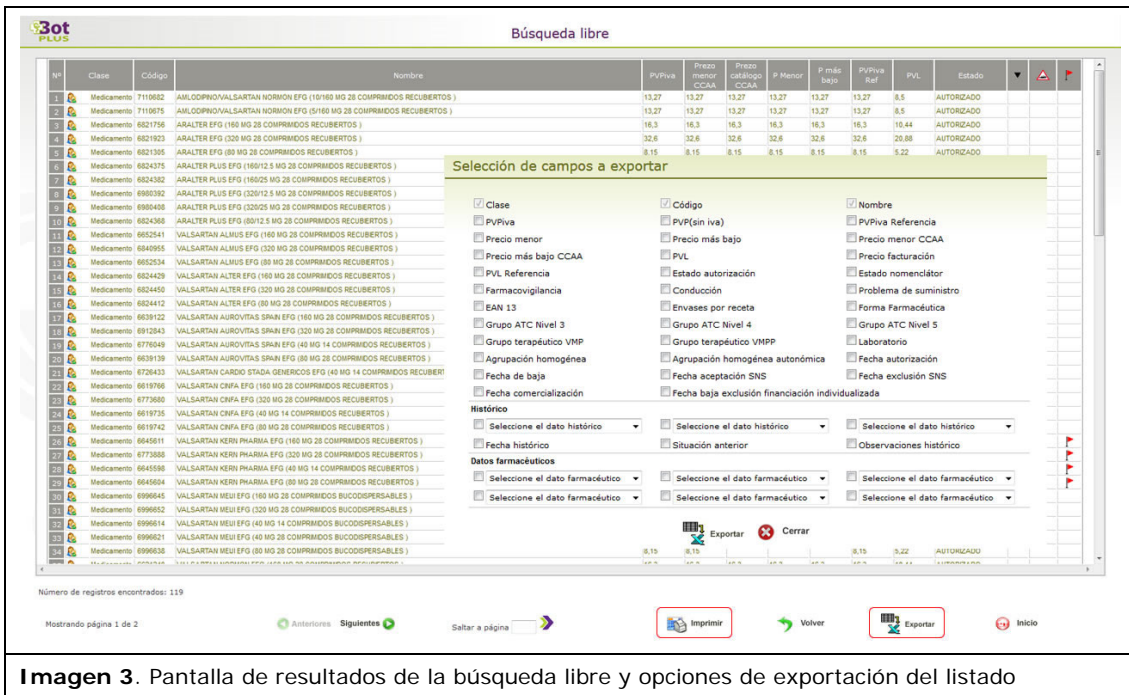 Bot
PLUS
Búsqueda libre
Nº Clase Código Nombre PVPiva Prezo menor CCAA Prezo catálogo CCAA P Menor P más bajo PVPiva Ref. PVL Estado
1 Medicamento 7110682 AMLODIPINO/VALSARTAN NORMON EFG (10/160 MG 28 COMPRIMIDOS RECUBIERTOS ) 13,27 13,27 13,27 13,27 13,27 13,27 8,5 AUTORIZADO
2 Medicamento 7110675 AMLODIPINO/VALSARTAN NORMON EFG (5/160 MG 28 COMPRIMIDOS RECUBIERTOS ) 13,27 13,27 13,27 13,27 13,27 13,27 8,5 AUTORIZADO
3 Medicamento 6821756 ARALTER EFG (160 MG 28 COMPRIMIDOS RECUBIERTOS ) 16,3 16,3 16,3 16,3 16,3 16,3 10,44 AUTORIZADO
4 Medicamento 6821923 ARALTER EFG (320 MG 28 COMPRIMIDOS RECUBIERTOS ) 32,6 32,6 32,6 32,6 32,6 32,6 20,88 AUTORIZADO
5 Medicamento 6821305 ARALTER EFG (80 MG 28 COMPRIMIDOS RECUBIERTOS ) 8,15 8,15 8,15 8,15 8,15 8,15 5,22 AUTORIZADO
6 Medicamento 6824375 ARALTER PLUS EFG (160/12.5 MG 28 COMPRIMIDOS RECUBIERTOS )
7 Medicamento 6824382 ARALTER PLUS EFG (160/25 MG 28 COMPRIMIDOS RECUBIERTOS )
8 Medicamento 6980392 ARALTER PLUS EFG (320/12.5 MG 28 COMPRIMIDOS RECUBIERTOS )
9 Medicamento 6980408 ARALTER PLUS EFG (320/25 MG 28 COMPRIMIDOS RECUBIERTOS )
10 Medicamento 6824368 ARALTER PLUS EFG (80/12.5 MG 28 COMPRIMIDOS RECUBIERTOS )
11 Medicamento 6652541 VALSARTAN ALMUS EFG (160 MG 28 COMPRIMIDOS RECUBIERTOS )
12 Medicamento 6840955 VALSARTAN ALMUS EFG (320 MG 28 COMPRIMIDOS RECUBIERTOS )
13 Medicamento 6652534 VALSARTAN ALMUS EFG (80 MG 28 COMPRIMIDOS RECUBIERTOS )
14 Medicamento 6824429 VALSARTAN ALTER EFG (160 MG 28 COMPRIMIDOS RECUBIERTOS )
15 Medicamento 6824450 VALSARTAN ALTER EFG (320 MG 28 COMPRIMIDOS RECUBIERTOS )
16 Medicamento 6824412 VALSARTAN ALTER EFG (80 MG 28 COMPRIMIDOS RECUBIERTOS )
17 Medicamento 6639122 VALSARTAN AUROVITAS SPAIN EFG (160 MG 28 COMPRIMIDOS RECUBIERTOS )
18 Medicamento 6912843 VALSARTAN AUROVITAS SPAIN EFG (320 MG 28 COMPRIMIDOS RECUBIERTOS )
19 Medicamento 6776049 VALSARTAN AUROVITAS SPAIN EFG (40 MG 14 COMPRIMIDOS RECUBIERTOS )
20 Medicamento 6639139 VALSARTAN AUROVITAS SPAIN EFG (80 MG 28 COMPRIMIDOS RECUBIERTOS )
21 Medicamento 6726433 VALSARTAN CARDIO STADA GENERICOS EFG (40 MG 14 COMPRIMIDOS RECUBIERT
22 Medicamento 6619766 VALSARTAN CINFA EFG (160 MG 28 COMPRIMIDOS RECUBIERTOS )
23 Medicamento 6773680 VALSARTAN CINFA EFG (320 MG 28 COMPRIMIDOS RECUBIERTOS )
24 Medicamento 6619735 VALSARTAN CINFA EFG (40 MG 14 COMPRIMIDOS RECUBIERTOS )
25 Medicamento 6619742 VALSARTAN CINFA EFG (80 MG 28 COMPRIMIDOS RECUBIERTOS )
26 Medicamento 6645611 VALSARTAN KERN PHARMA EFG (160 MG 28 COMPRIMIDOS RECUBIERTOS )
27 Medicamento 6773888 VALSARTAN KERN PHARMA EFG (320 MG 28 COMPRIMIDOS RECUBIERTOS )
28 Medicamento 6645598 VALSARTAN KERN PHARMA EFG (40 MG 14 COMPRIMIDOS RECUBIERTOS )
29 Medicamento 6645604 VALSARTAN KERN PHARMA EFG (80 MG 28 COMPRIMIDOS RECUBIERTOS )
30 Medicamento 6996645 VALSARTAN MEIJI EFG (160 MG 28 COMPRIMIDOS BUCODISPERSABLES )
31 Medicamento 6996652 VALSARTAN MEIJI EFG (320 MG 28 COMPRIMIDOS BUCODISPERSABLES )
32 Medicamento 6996614 VALSARTAN MEIJI EFG (40 MG 14 COMPRIMIDOS BUCODISPERSABLES )
33 Medicamento 6996621 VALSARTAN MEIJI EFG (40 MG 28 COMPRIMIDOS BUCODISPERSABLES )
34 Medicamento 6996638 VALSARTAN MEIJI EFG (80 MG 28 COMPRIMIDOS BUCODISPERSABLES ) 8,15 8,15 8,15 5,22 AUTORIZADO
Selección de campos a exportar
Clase Código Nombre
PVPiva PVP(sin iva) PVPiva Referencia
Precio menor Precio más bajo Precio menor CCAA
Precio más bajo CCAA PVL Precio facturación
PVL Referencia Estado autorización Estado nomenclátor
Farmacovigilancia Conducción Problema de suministro
EAN 13 Envases por receta Forma Farmacéutica
Grupo ATC Nivel 3 Grupo ATC Nivel 4 Grupo ATC Nivel 5
Grupo terapéutico VMP Grupo terapéutico VMPP Laboratorio
Agrupación homogénea Agrupación homogénea autonómica Fecha autorización
Fecha de baja Fecha aceptación SNS Fecha exclusión SNS
Fecha comercialización Fecha baja exclusión financiación individualizada
Histórico
Seleccione el dato histórico Seleccione el dato histórico Seleccione el dato histórico
Fecha histórico Situación anterior Observaciones histórico
Datos farmacéuticos
Seleccione el dato farmacéutico Seleccione el dato farmacéutico Seleccione el dato farmacéutico
Seleccione el dato farmacéutico Seleccione el dato farmacéutico Seleccione el dato farmacéutico
Exportar Cerrar
Número de registros encontrados: 119
Mostrando página 1 de 2 Anteriores Siguientes Saltar a página Imprimir Volver Exportar Inicio
Imagen 3. Pantalla de resultados de la búsqueda libre y opciones de exportación del listado